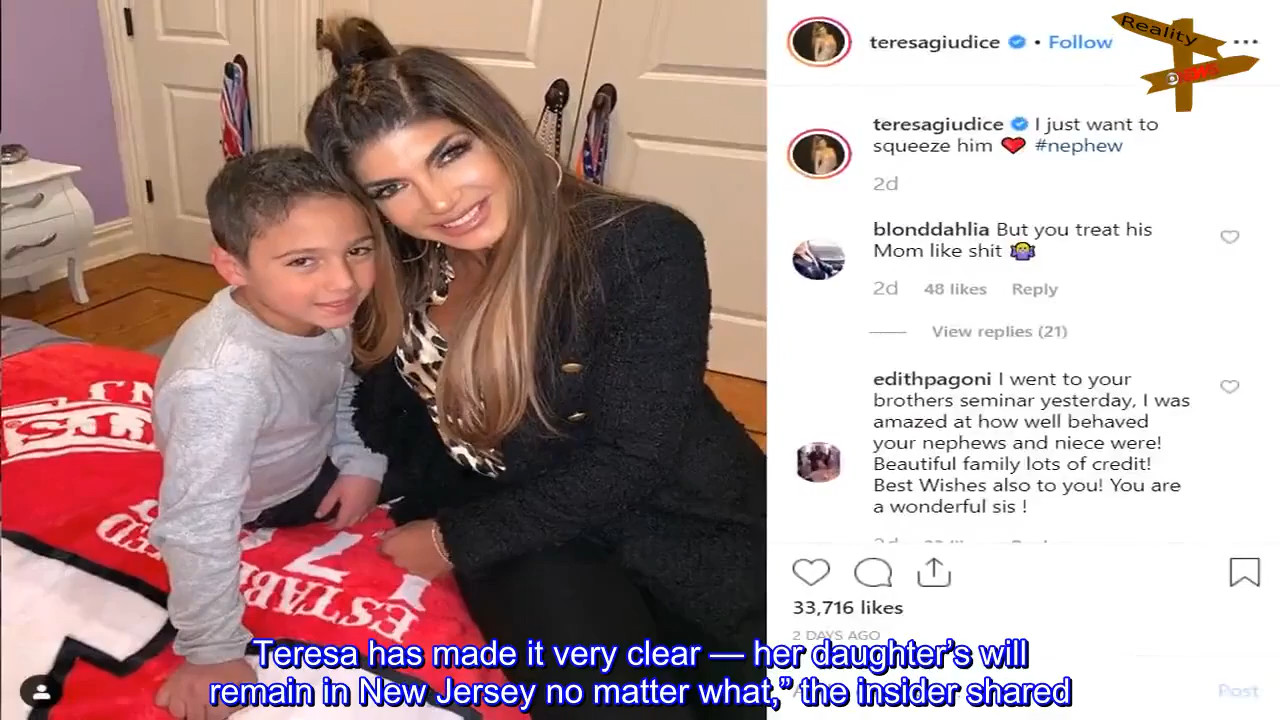 Reality
NEWS
teresagiudice • Follow
teresagiudice I just want to
squeeze him ❤️ #nephew
2d
blonddahlia But you treat his
Mom like shit 🤷‍♀️
2d 48 likes Reply
View replies (21)
edithpagoni I went to your
brothers seminar yesterday, I was
amazed at how well behaved
your nephews and niece were!
Beautiful family lots of credit!
Best Wishes also to you! You are
a wonderful sis !
33,716 likes
2 DAYS AGO
Post
NJ
ESTABL
17
Teresa has made it very clear — her daughter’s will
remain in New Jersey no matter what,” the insider shared